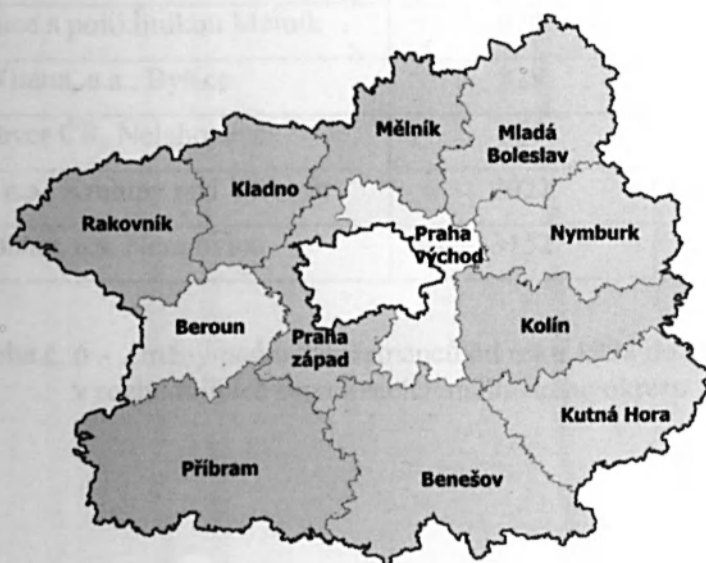 Mělník
Mladá
Boleslav
Kladno
Rakovník
Praha
východ
Nymburk
Beroun
Praha
západ
Kolín
Kutná Hora
Příbram
Benešov